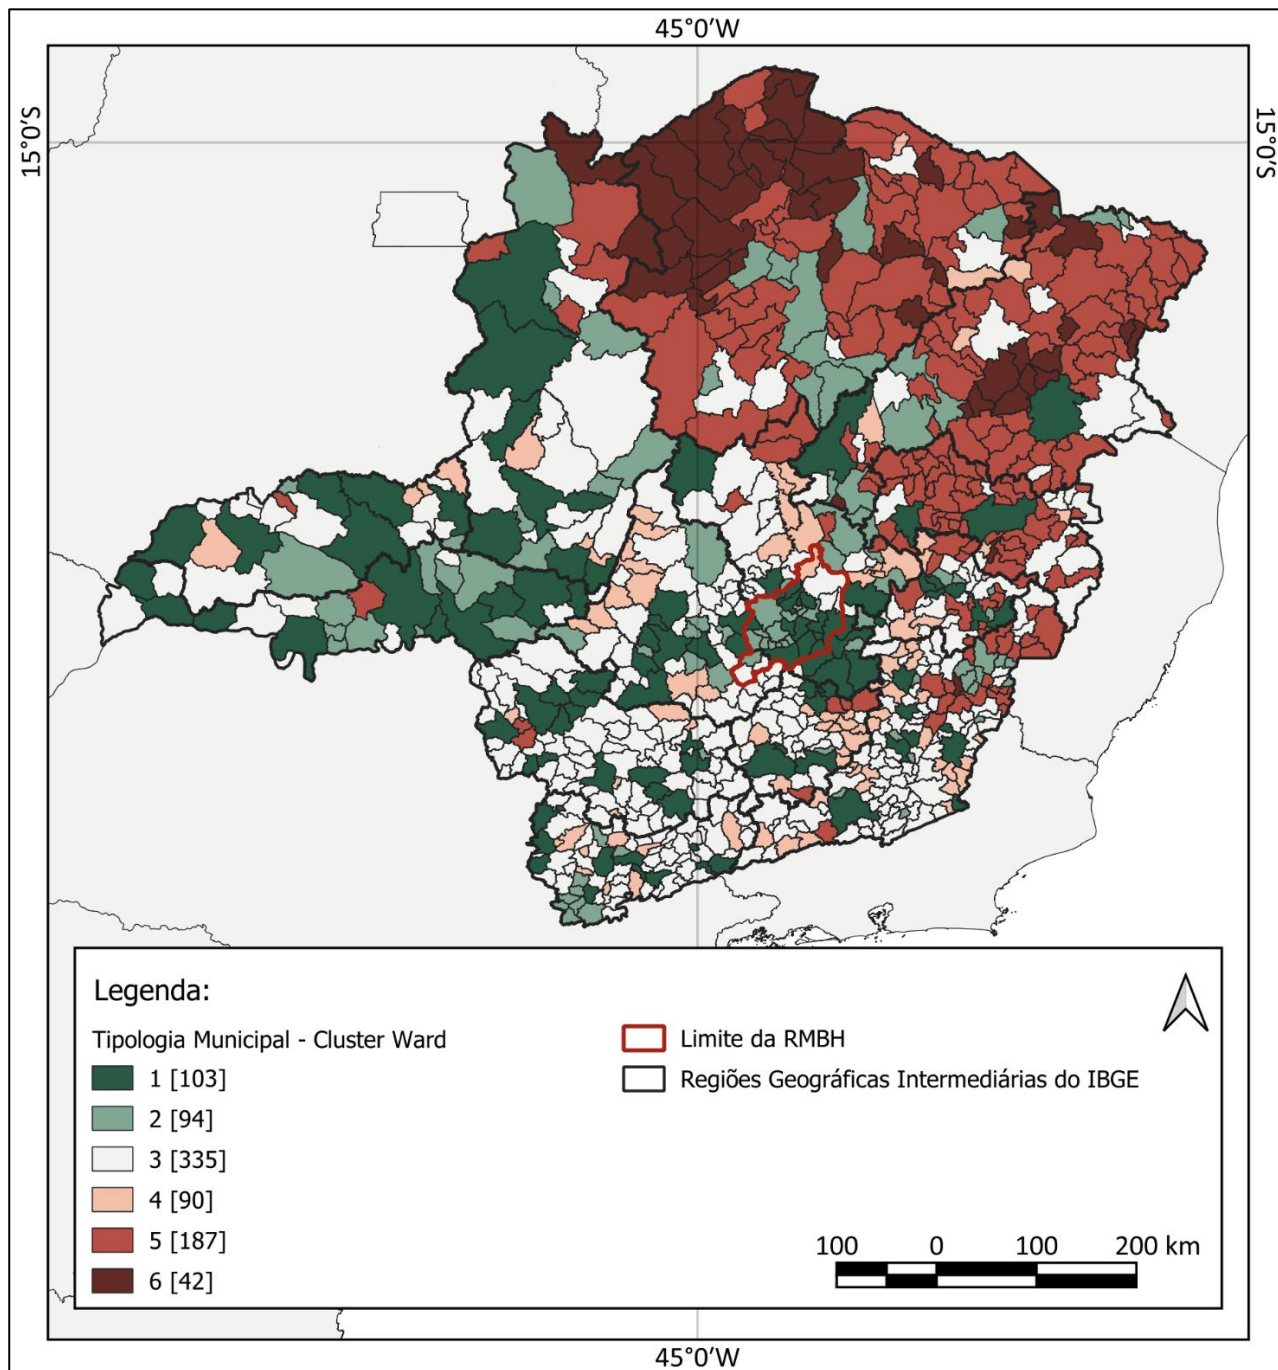 45°0’W
15°0’S
15°0’S
Legenda:
Tipologia Municipal - Cluster Ward
1 [103]
2 [94]
3 [335]
4 [90]
5 [187]
6 [42]
Limite da RMBH
Regiões Geográficas Intermediárias do IBGE
100 0 100 200 km
45°0’W